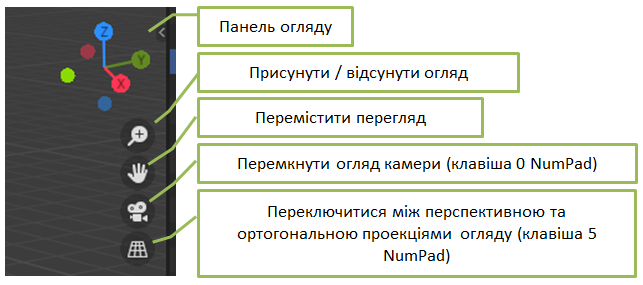 Панель огляду
Z
Y
X
Присунути / відсунути огляд
Перемістити перегляд
Перемкнути огляд камери (клавіша 0 NumPad)
Переключитися між перспективною та
ортогональною проекціями огляду (клавіша 5
NumPad)